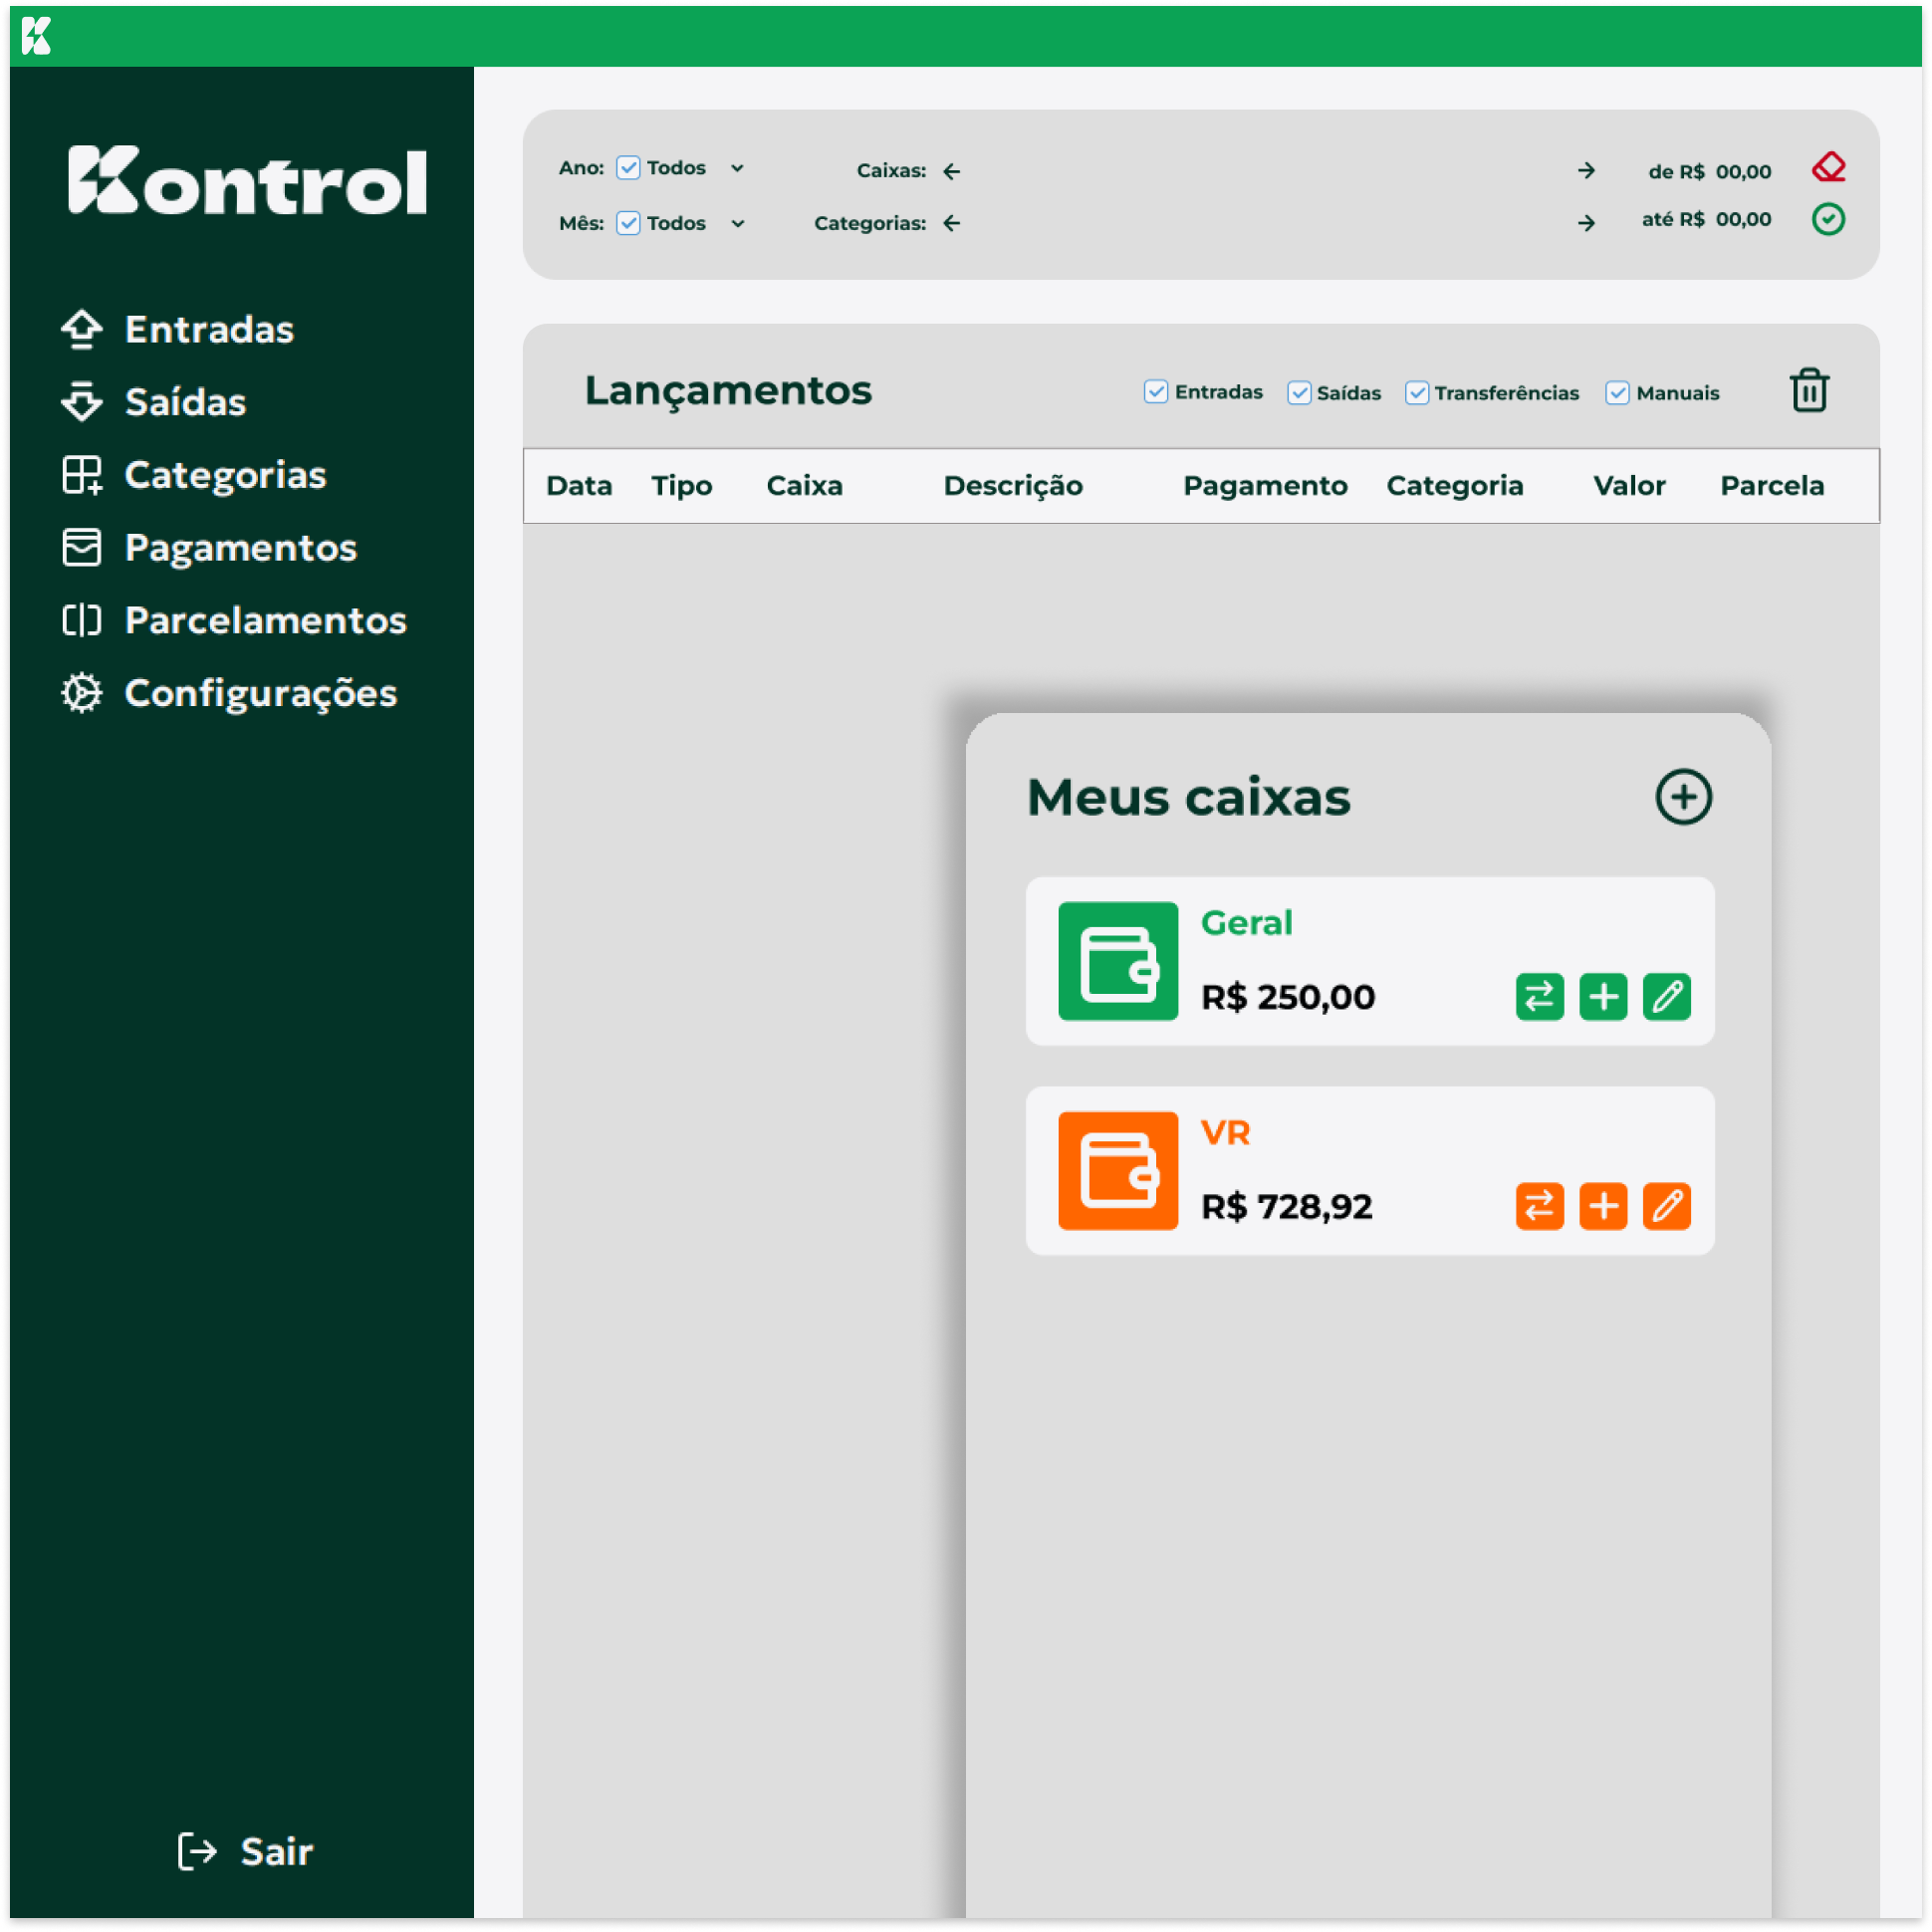 Kontrol
Entradas
Saídas
Categorias
Pagamentos
Parcelamentos
Configurações
Sair
Ano: Todos Caixas: de R$ 00,00
Mês: Todos Categorias: até R$ 00,00
Lançamentos Entradas Saídas Transferências Manuais
Data Tipo Caixa Descrição Pagamento Categoria Valor Parcela
Meus caixas
Geral
R$ 250,00
VR
R$ 728,92